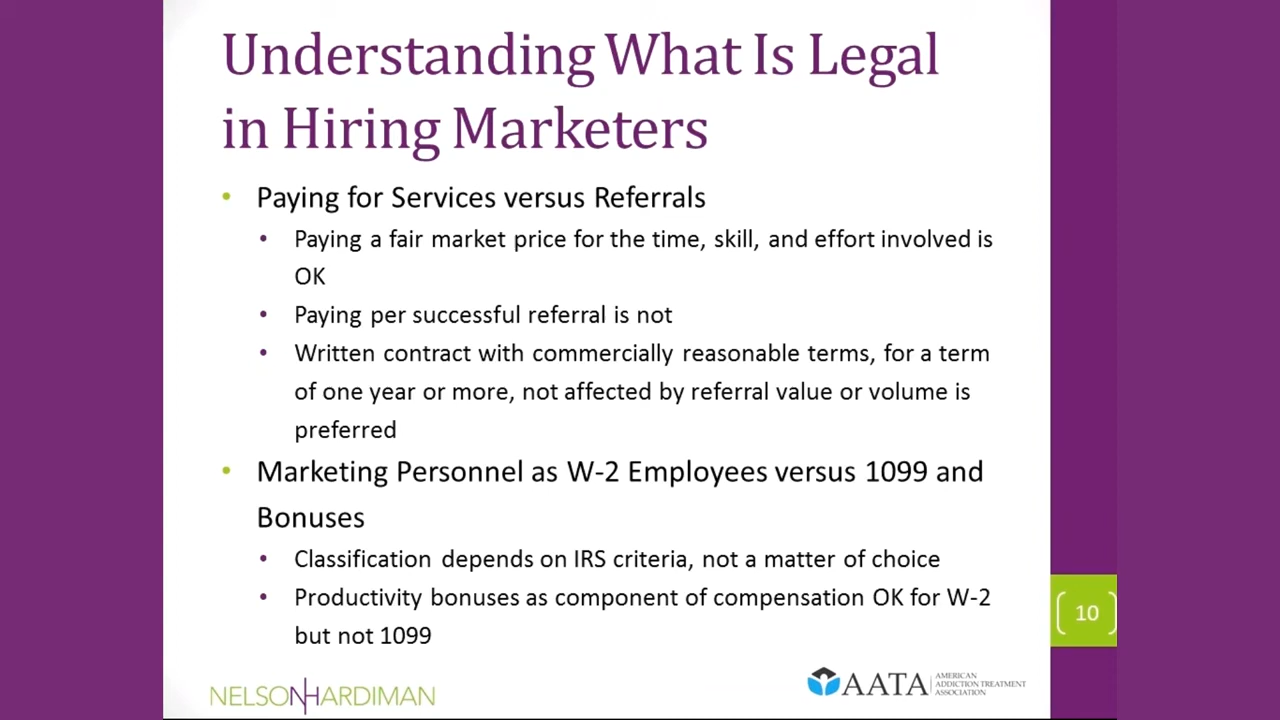 Understanding What Is Legal
in Hiring Marketers
• Paying for Services versus Referrals
• Paying a fair market price for the time, skill, and effort involved is
OK
• Paying per successful referral is not
• Written contract with commercially reasonable terms, for a term
of one year or more, not affected by referral value or volume is
preferred
• Marketing Personnel as W-2 Employees versus 1099 and
Bonuses
• Classification depends on IRS criteria, not a matter of choice
• Productivity bonuses as component of compensation OK for W-2
but not 1099
10
NELSONHARDIMAN
AATA
AMERICAN
ADDICTION TREATMENT
ASSOCIATION